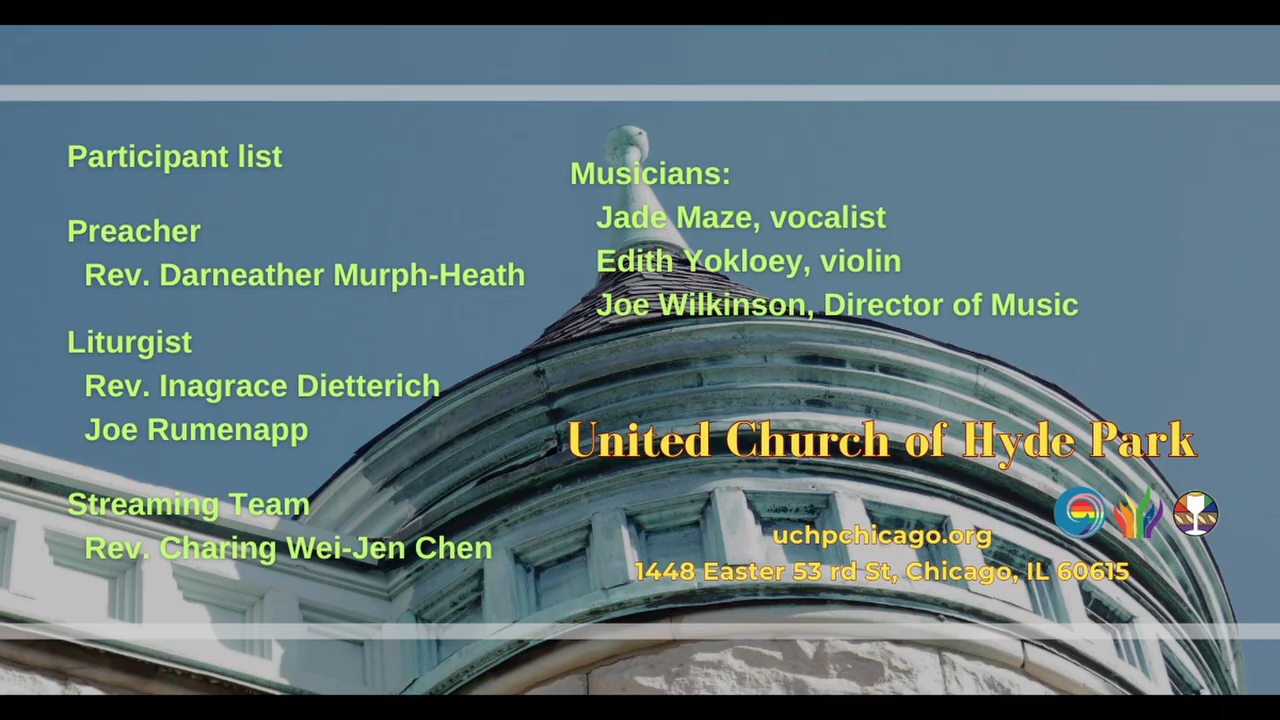 Participant list
Preacher
Rev. Darneather Murph-Heath
Liturgist
Rev. Inagrace Dietterich
Joe Rumenapp
Streaming Team
Rev. Charing Wei-Jen Chen
Musicians:
Jade Maze, vocalist
Edith Yokloey, violin
Joe Wilkinson, Director of Music
United Church of Hyde Park
uchpchicago.org
1448 Easter 53 rd St, Chicago, IL 60615